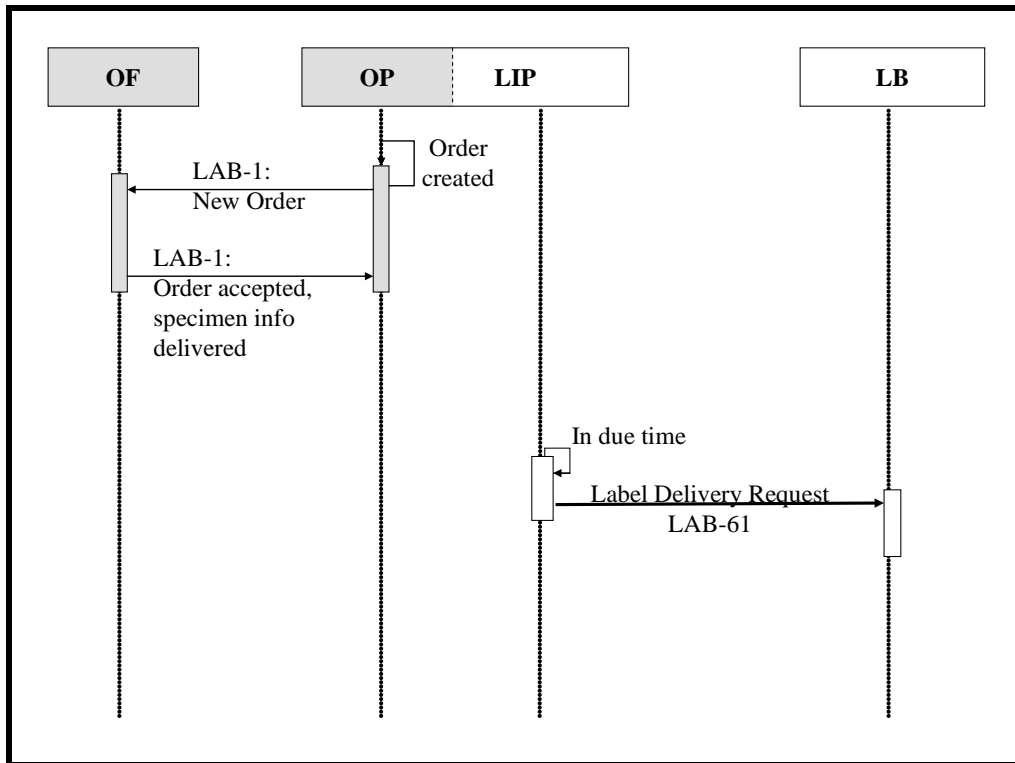 OF
OP
LIP
LB
Order
created
LAB-1:
New Order
LAB-1:
Order accepted,
specimen info
delivered
In due time
Label Delivery Request
LAB-61